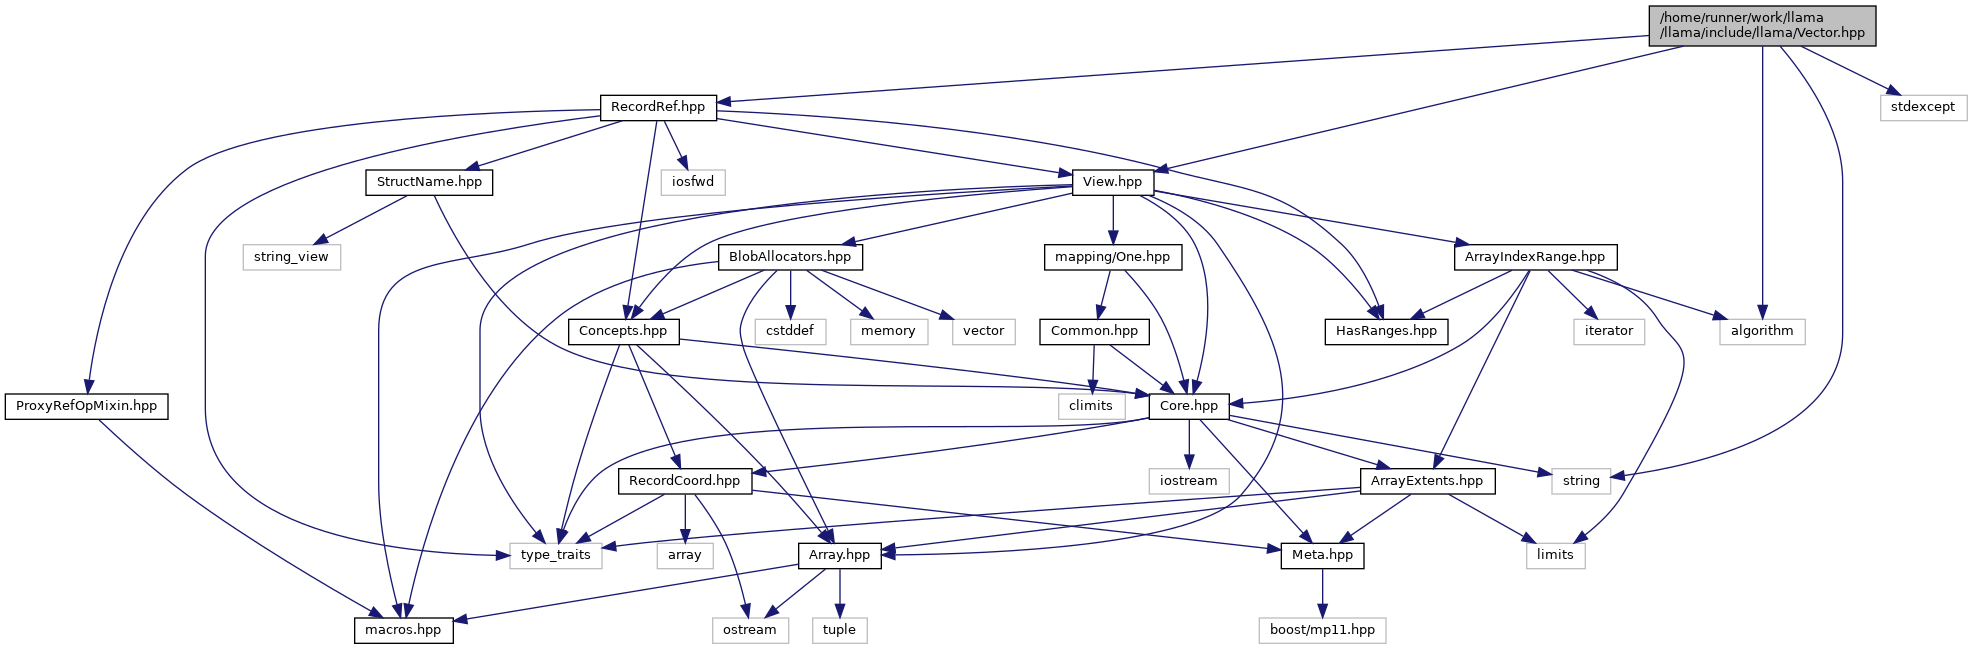 /home/runner/work/llama
/llama/include/llama/Vector.hpp
RecordRef.hpp
stdexcept
StructName.hpp
iosfwd
View.hpp
string_view
BlobAllocators.hpp
mapping/One.hpp
ArrayIndexRange.hpp
Concepts.hpp
cstddef
memory
vector
Common.hpp
HasRanges.hpp
iterator
algorithm
ProxyRefOpMixin.hpp
climits
Core.hpp
RecordCoord.hpp
iostream
ArrayExtents.hpp
string
type_traits
array
Array.hpp
Meta.hpp
limits
macros.hpp
ostream
tuple
boost/mp11.hpp